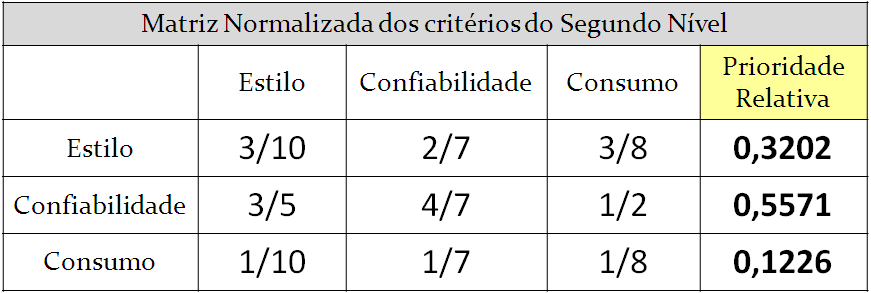 Matriz Normalizada dos critérios do Segundo Nível
Estilo Confiabilidade Consumo Prioridade Relativa
Estilo 3/10 2/7 3/8 0,3202
Confiabilidade 3/5 4/7 1/2 0,5571
Consumo 1/10 1/7 1/8 0,1226